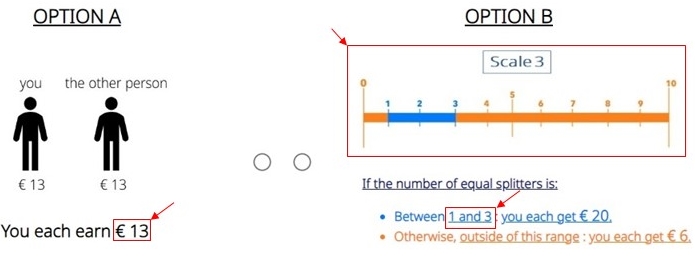 OPTION A
OPTION B
Scale 3
0 10
5
1 2 3 4 6 7 8 9
you the other person
€ 13 € 13
You each earn € 13
If the number of equal splitters is:
• Between 1 and 3 : you each get € 20.
• Otherwise, outside of this range : you each get € 6.